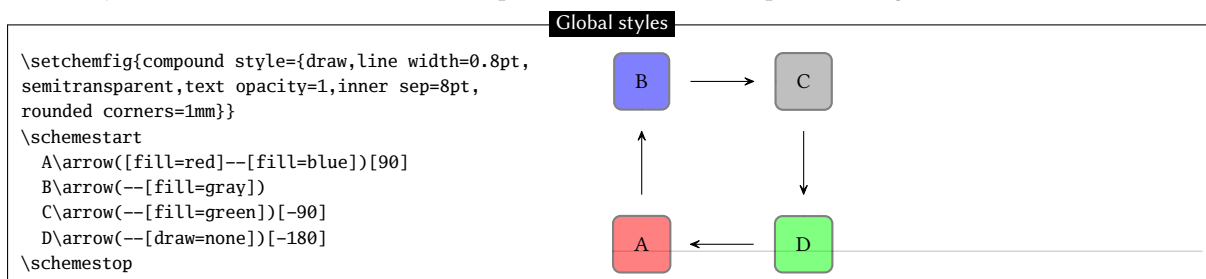 Global styles
\setchemfig{compound style={draw,line width=0.8pt,
semitransparent,text opacity=1,inner sep=8pt,
rounded corners=1mm}}
\schemestart
A\arrow([fill=red]--[fill=blue])[90]
B\arrow(--[fill=gray])
C\arrow(--[fill=green])[-90]
D\arrow(--[draw=none])[-180]
\schemestop
B
C
A
D